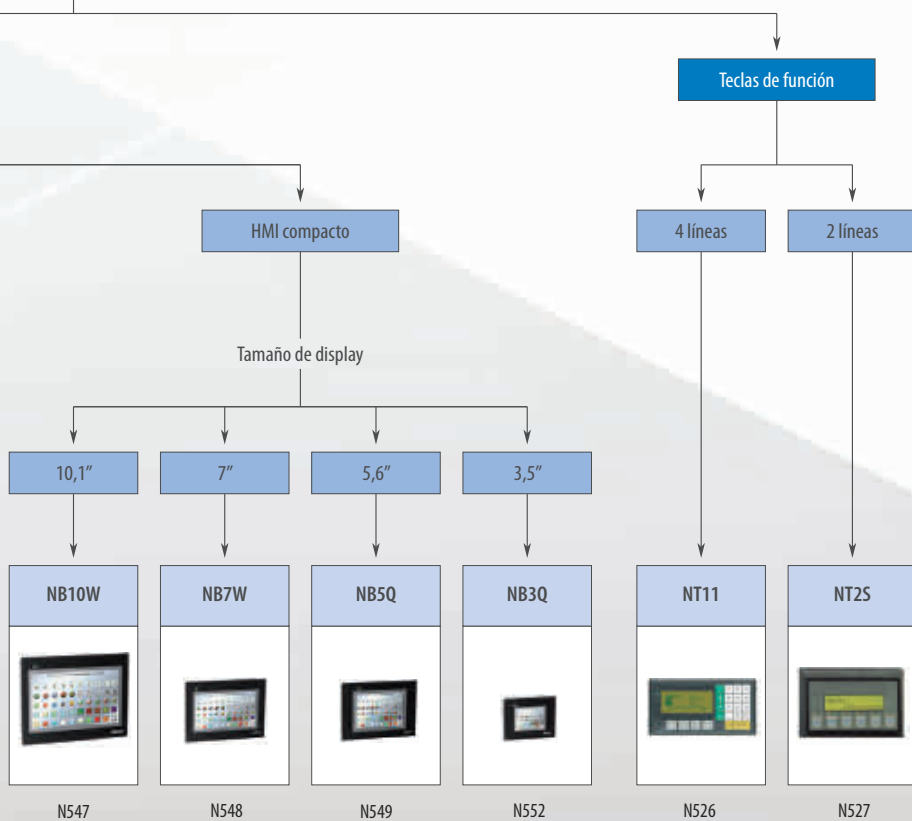 Teclas de función
HMI compacto
4 líneas
2 líneas
Tamaño de display
10,1″
7″
5,6″
3,5″
NB10W
NB7W
NB5Q
NB3Q
NT11
NT2S
N547
N548
N549
N552
N526
N527